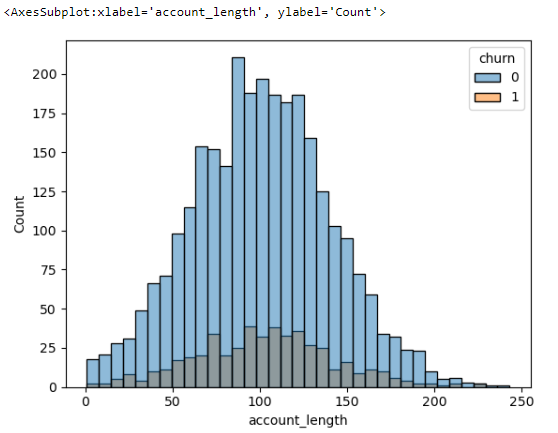 <AxesSubplot:xlabel='account_length', ylabel='Count'>
churn
0
1
200
175
150
125
100
75
50
25
0
Count
0 50 100 150 200 250
account_length